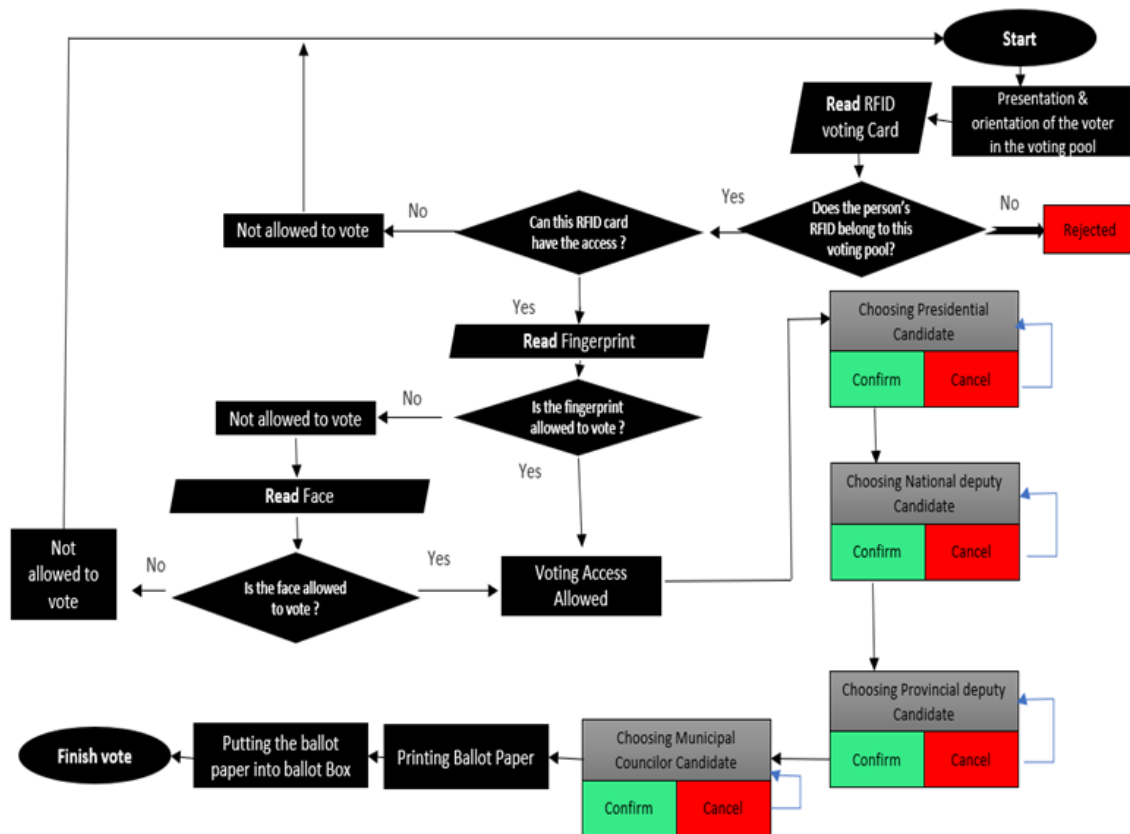 Start
Presentation &
orientation of the voter
in the voting pool
Read RFID
voting Card
Does the person's
RFID belong to this
voting pool?
No
Rejected
Yes
Can this RFID card
have the access ?
No
Not allowed to vote
Yes
Read Fingerprint
Is the fingerprint
allowed to vote ?
No
Not allowed to vote
Yes
Read Face
Is the face allowed
to vote ?
No
Not
allowed to
vote
Yes
Voting Access
Allowed
Choosing Presidential
Candidate
Confirm
Cancel
Choosing National deputy
Candidate
Confirm
Cancel
Choosing Provincial deputy
Candidate
Confirm
Cancel
Choosing Municipal
Councilor Candidate
Confirm
Cancel
Printing Ballot Paper
Putting the ballot
paper into ballot Box
Finish vote